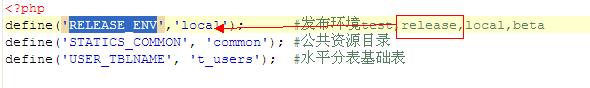 <?php
define('RELEASE_ENV','local'); #发布环境test,release,local,beta
define('STATICS_COMMON', 'common'); #公共资源目录
define('USER_TBLNAME', 't_users'); #水平分表基础表